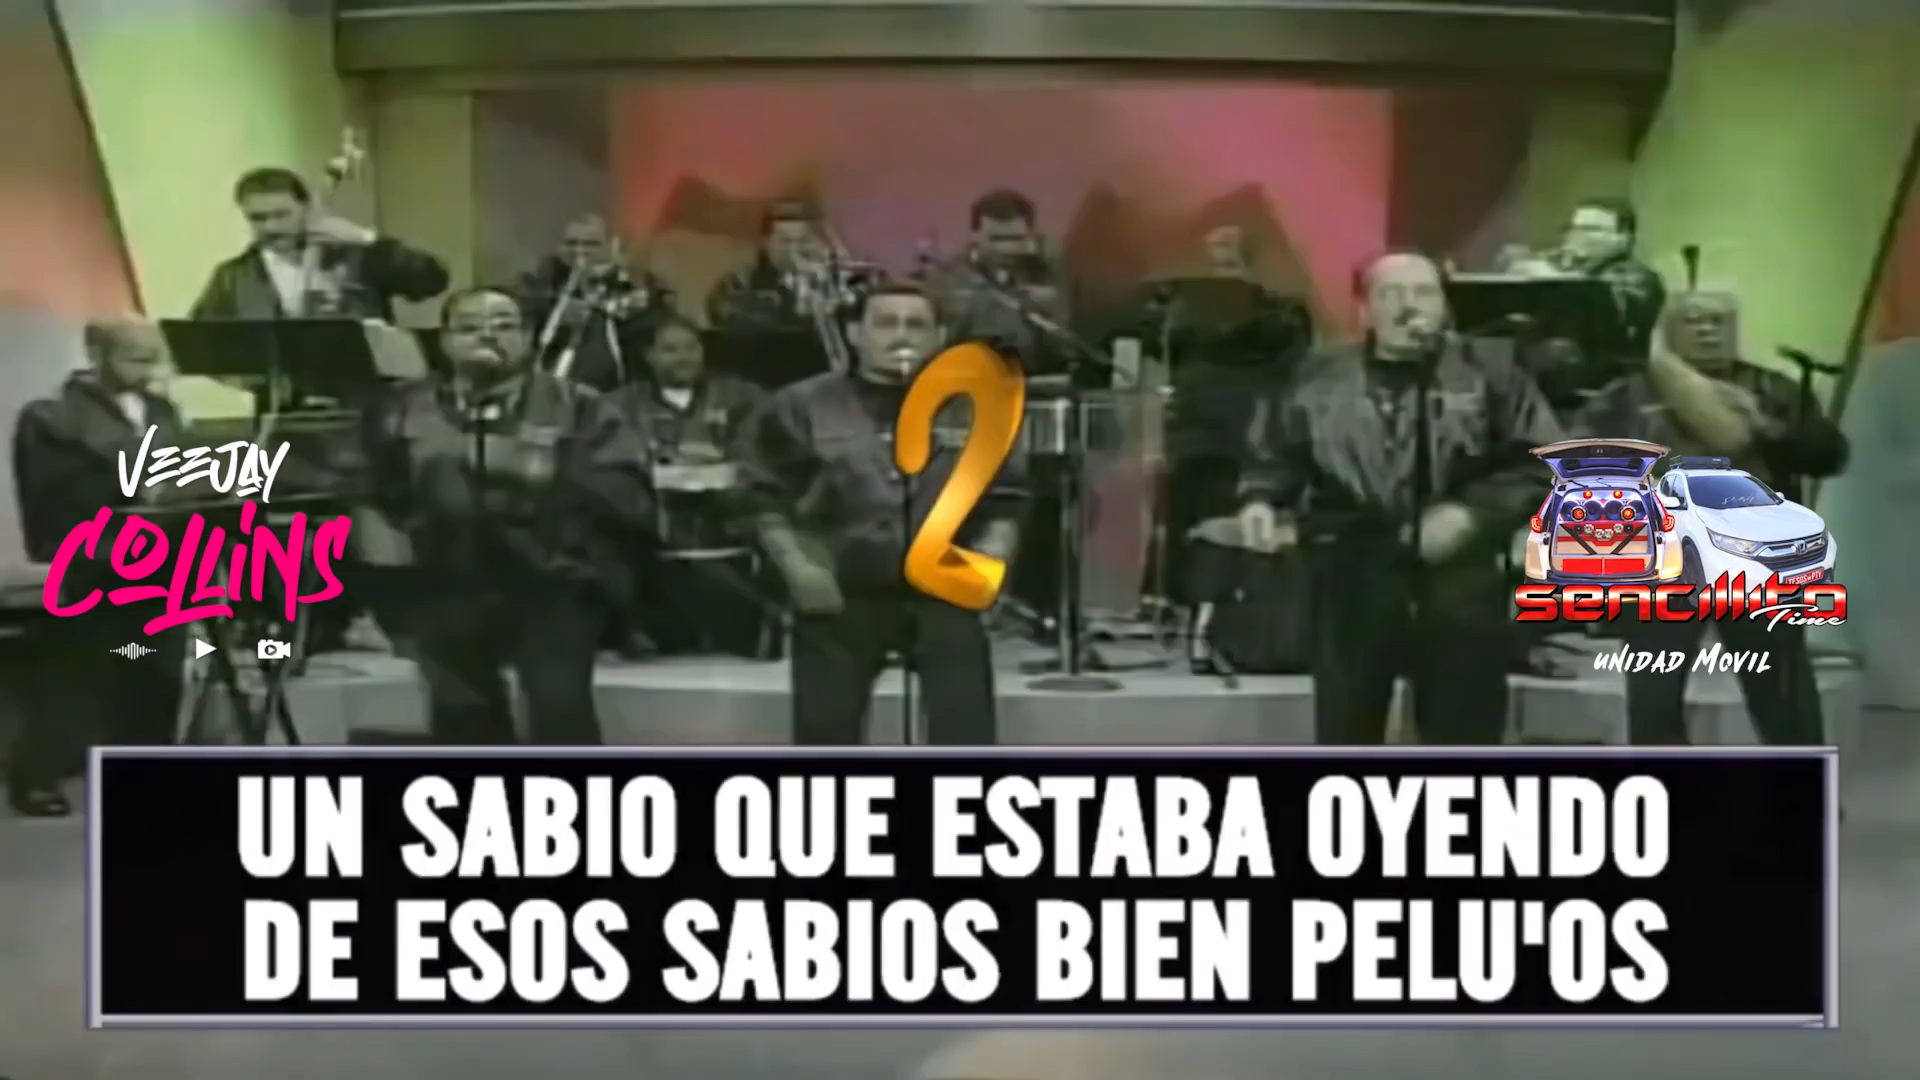 VEEJAY
COLLINS
2
SENCILLITO
Time
UNIDAD MOVIL
UN SABIO QUE ESTABA OYENDO
DE ESOS SABIOS BIEN PELU'OS